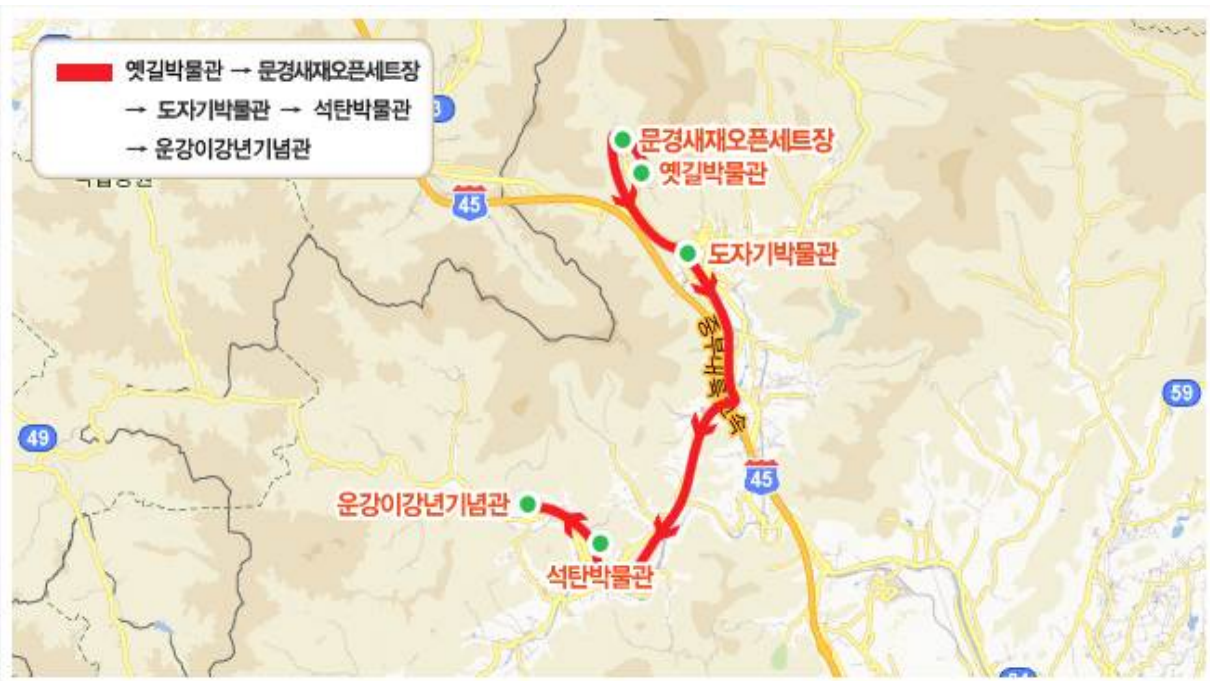 옛길박물관 → 문경새재오픈세트장
→ 도자기박물관 → 석탄박물관
→ 운강이강년기념관
3
45
문경새재오픈세트장
옛길박물관
도자기박물관
중부내륙
속
59
49
45
운강이강년기념관
석탄박물관